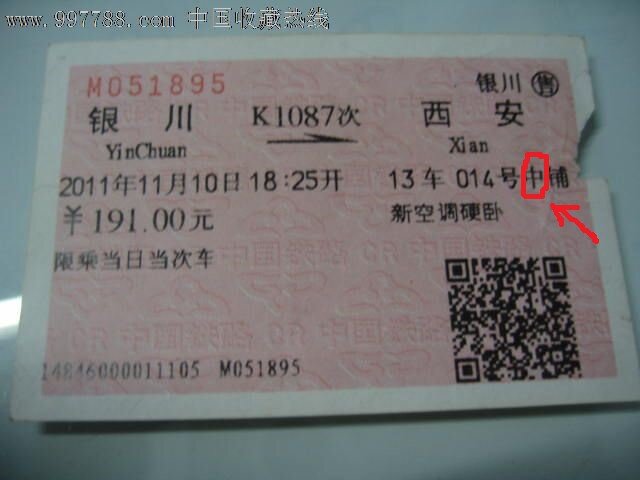 www.997788.com 中国收藏热线
M051895
银川 售
银川 K1087次 西安
YinChuan Xian
2011年11月10日 18:25开 13车 014号 中铺
¥191.00元 新空调硬卧
限乘当日当次车
14846000011105 M051895